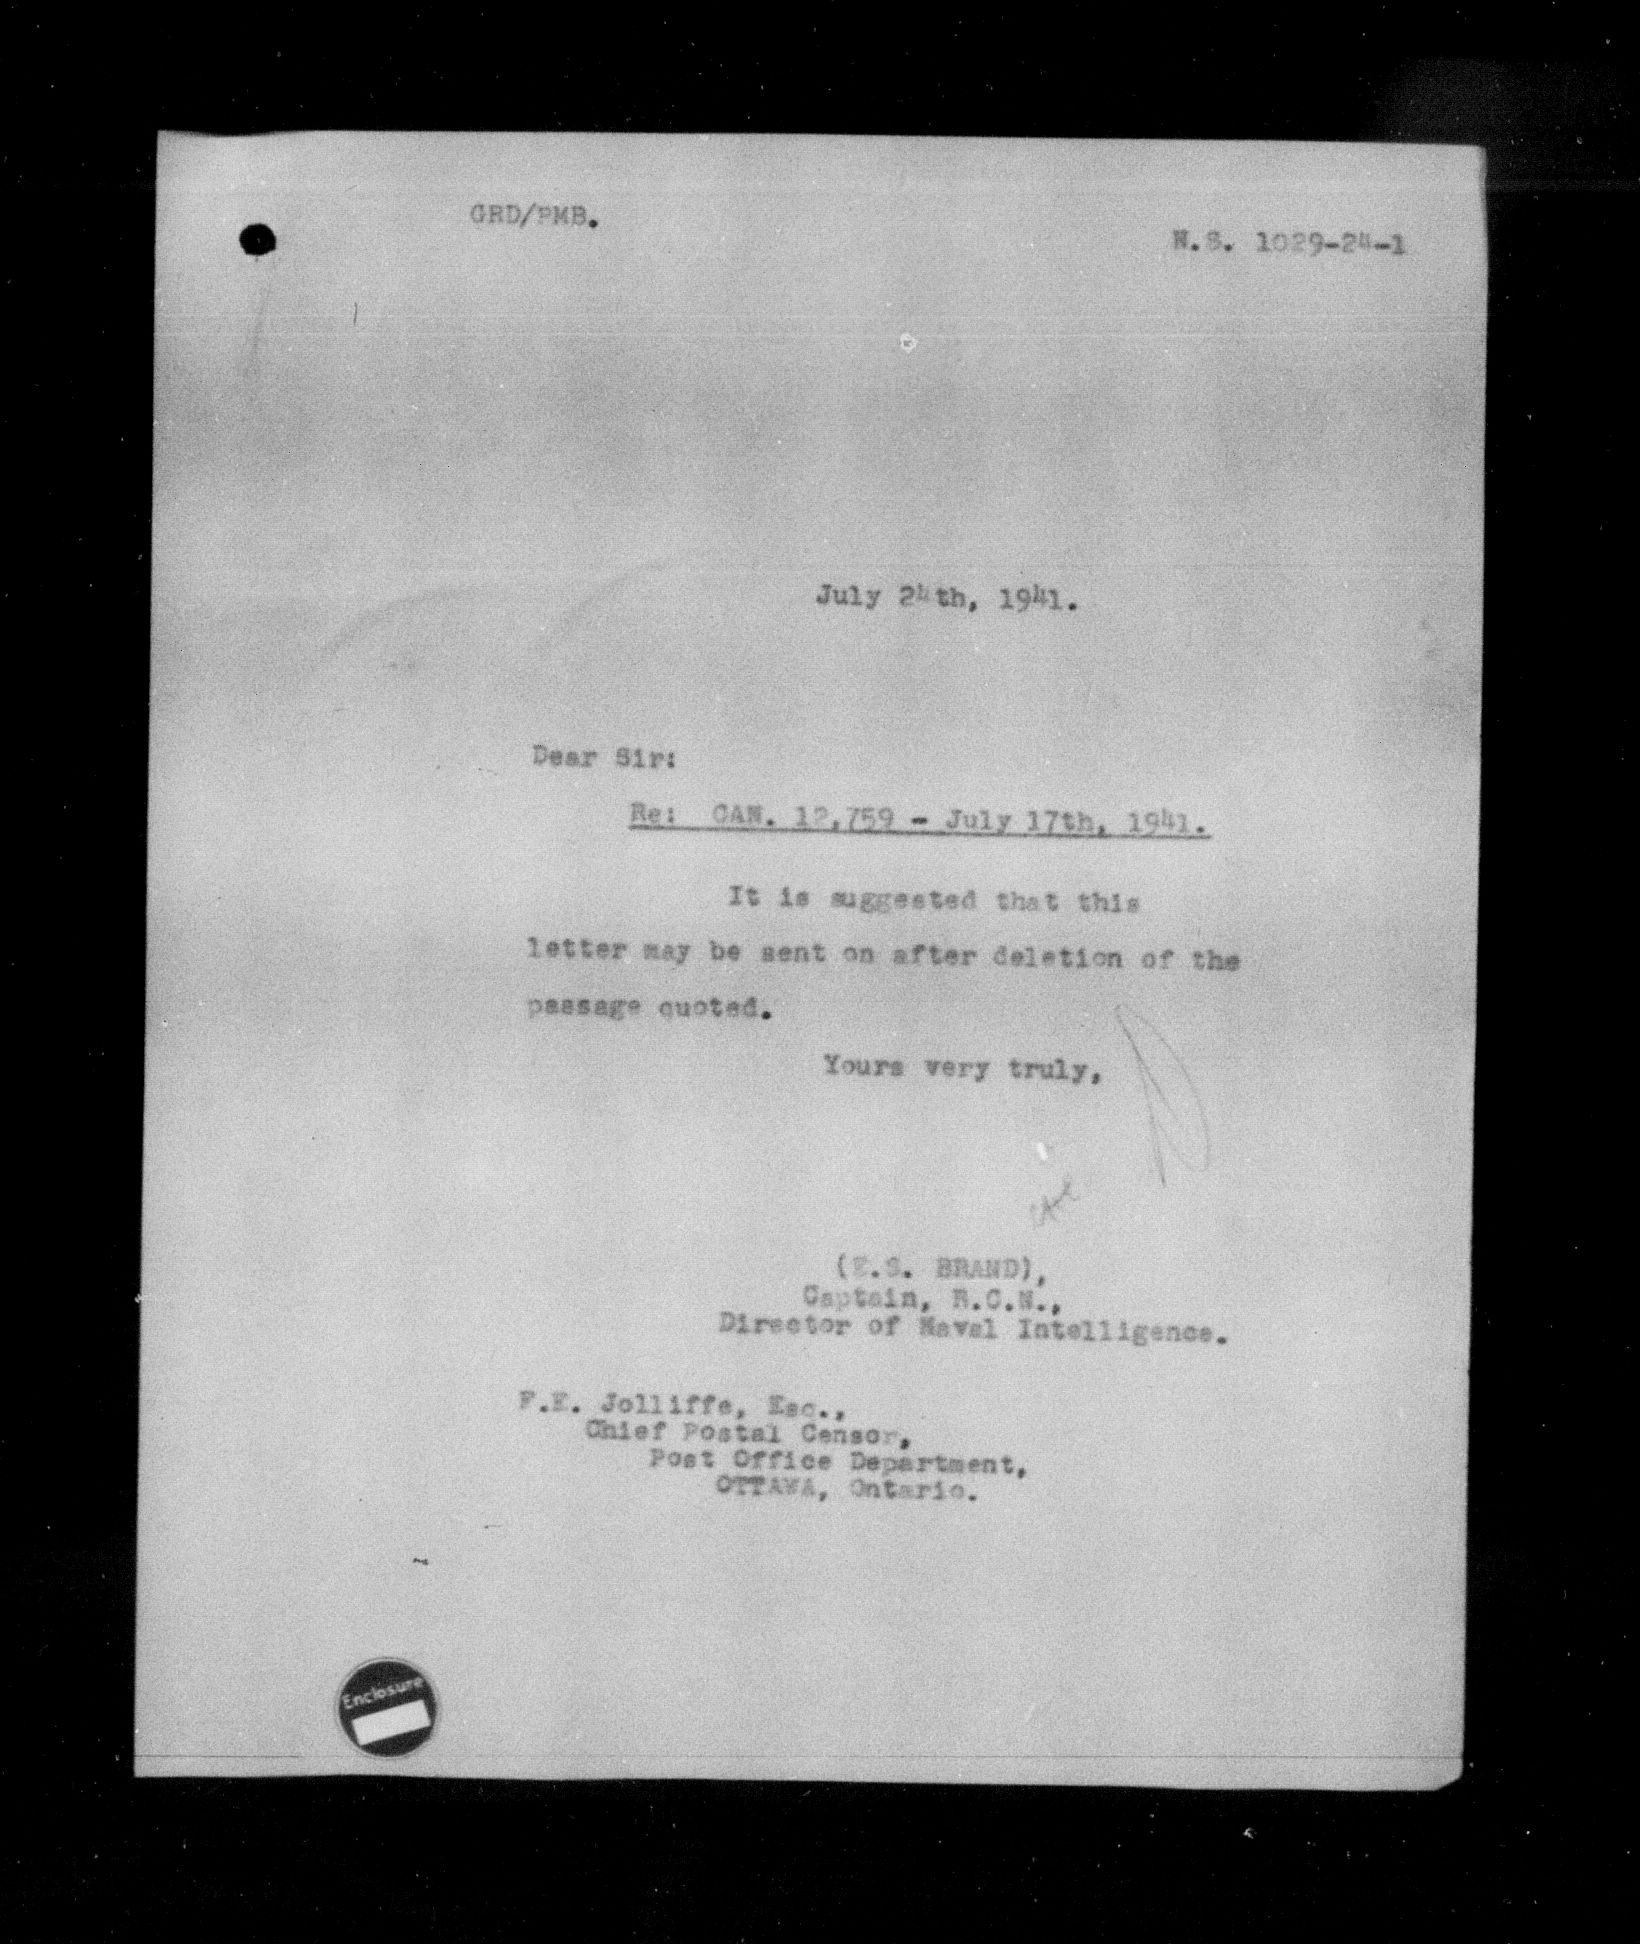 GRD/PMB.
N.S. 1029-24-1
July 24th, 1941.
Dear Sir:
Re: CAN. 12,759 - July 17th, 1941.
It is suggested that this
letter may be sent on after deletion of the
passage quoted.
Yours very truly,
(E.S. BRAND),
Captain, R.C.N.,
Director of Naval Intelligence.
F.E. Jolliffe, Esq.,
Chief Postal Censor,
Post Office Department,
OTTAWA, Ontario.
Enclosure